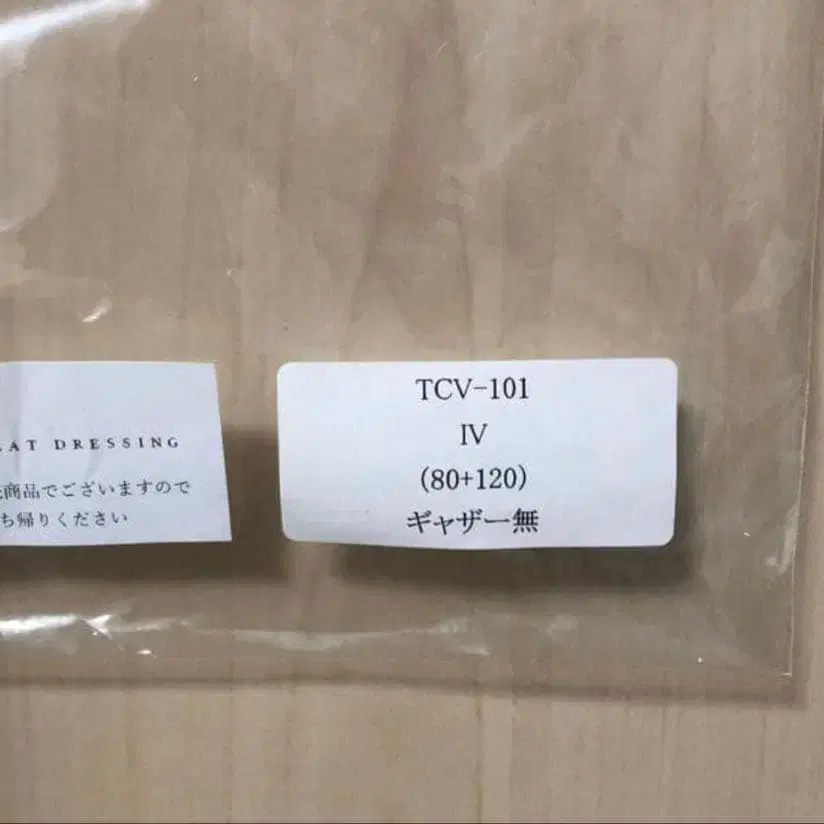 DRESSING
商品でございますので
ち帰りください
TCV-101
IV
(80+120)
ギャザー無